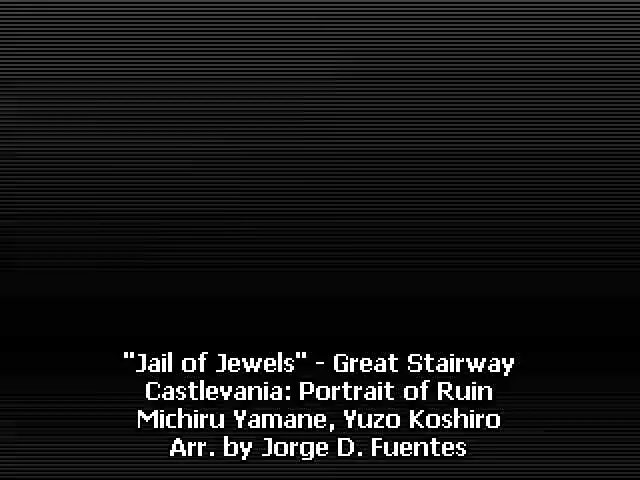 "Jail of Jewels" - Great Stairway
Castlevania: Portrait of Ruin
Michiru Yamane, Yuzo Koshiro
Arr. by Jorge D. Fuentes